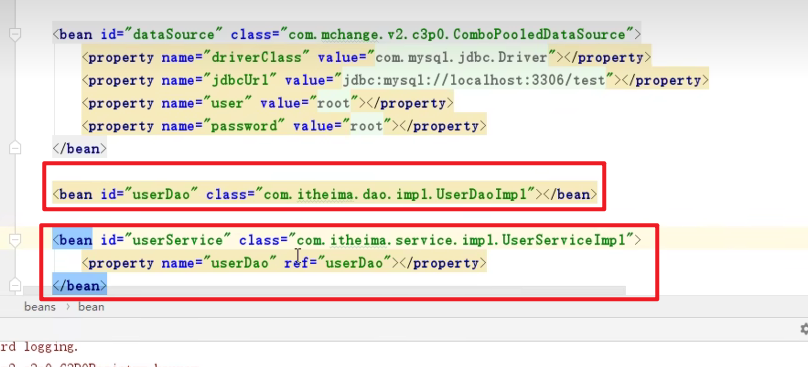 <bean id="dataSource" class="com.mchange.v2.c3p0.ComboPooledDataSource">
<property name="driverClass" value="com.mysql.jdbc.Driver"></property>
<property name="jdbcUrl" value="jdbc:mysql://localhost:3306/test"></property>
<property name="user" value="root"></property>
<property name="password" value="root"></property>
</bean>
<bean id="userDao" class="com.itheima.dao.impl.UserDaoImpl"></bean>
<bean id="userService" class="com.itheima.service.impl.UserServiceImpl">
<property name="userDao" ref="userDao"></property>
</bean>
beans › bean
rd logging.